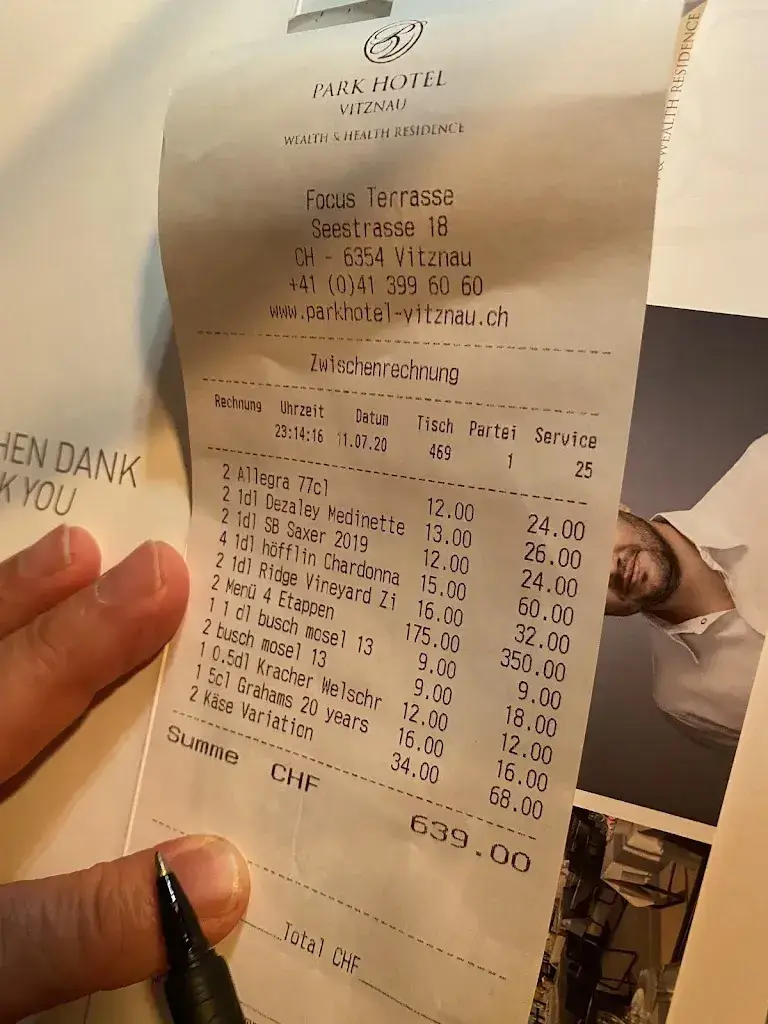 PARK HOTEL
VITZNAU
WEALTH & HEALTH RESIDENCE
Focus Terrasse
Seestrasse 18
CH - 6354 Vitznau
+41 (0)41 399 60 60
www.parkhotel-vitznau.ch
Zwischenrechnung
Rechnung Uhrzeit Datum Tisch Partei Service
23:14:16 11.07.20 469 1 25
2 Allegra 77cl 12.00 24.00
2 1dl Dezaley Medinette 13.00 26.00
2 1dl SB Saxer 2019 12.00 24.00
4 1dl höfflin Chardonna 15.00 60.00
2 1dl Ridge Vineyard Zi 16.00 32.00
2 Menü 4 Etappen 175.00 350.00
1 1 dl busch mosel 13 9.00 9.00
2 busch mosel 13 9.00 18.00
1 0.5dl Kracher Welschr 12.00 12.00
1 5cl Grahams 20 years 16.00 16.00
2 Käse Variation 34.00 68.00
Summe CHF 639.00
Total CHF
HEN DANK
K YOU
& WEALTH RESIDENCE